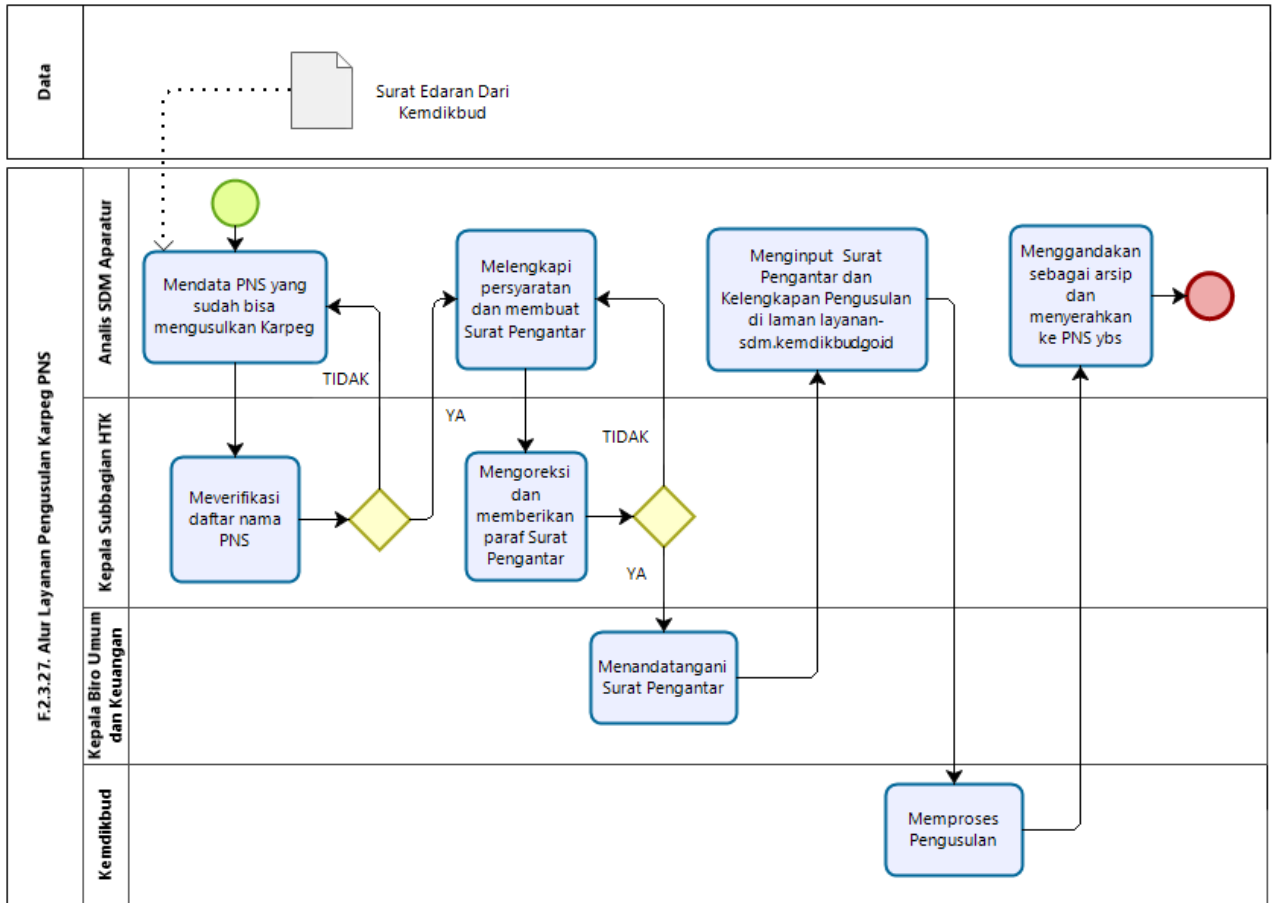 Data
Surat Edaran Dari
Kemdikbud
F.2.3.27. Alur Layanan Pengusulan Karpeg PNS
Analis SDM Aparatur
Mendata PNS yang
sudah bisa
mengusulkan Karpeg
Melengkapi
persyaratan
dan membuat
Surat Pengantar
Menginput Surat
Pengantar dan
Kelengkapan Pengusulan
di laman layanan-
sdm.kemdikbudgo.id
Menggandakan
sebagai arsip
dan
menyerahkan
ke PNS ybs
TIDAK
Kepala Subbagian HTK
YA
TIDAK
Meverifikasi
daftar nama
PNS
Mengoreksi
dan
memberikan
paraf Surat
Pengantar
YA
Kepala Biro Umum
dan Keuangan
Menandatangani
Surat Pengantar
Kemdikbud
Memproses
Pengusulan